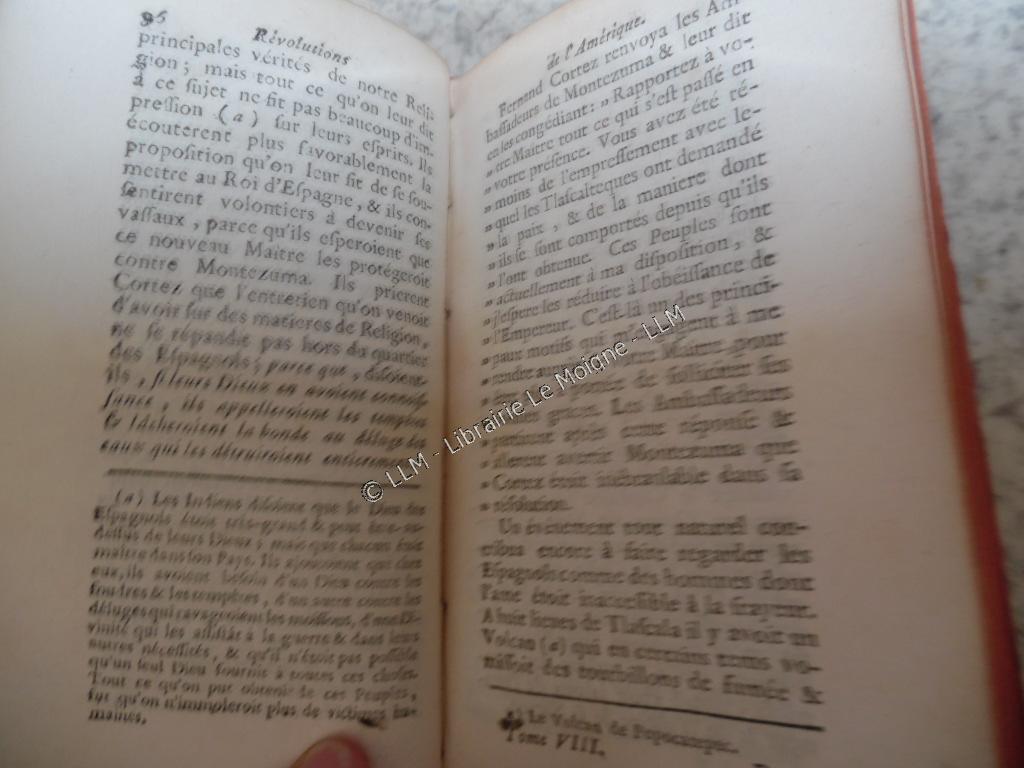 96
Révolutions
principales vérités de notre Reli-
gion; mais tout ce qu'on leur dit
à ce sujet ne fit pas beaucoup d'im-
pression (a) sur leurs esprits. Ils
écouterent plus favorablement la
proposition qu'on leur fit de se sou-
mettre au Roi d'Espagne, & ils con-
sentirent volontiers à devenir ses
vassaux, parce qu'ils esperoient que
ce nouveau Maître les protégeroit
contre Montezuma. Ils prierent
Cortez que l'entretien qu'on venoit
d'avoir sur des matieres de Religion,
ne se répandît pas hors du quartier
des Espagnols; parce que, disoient-
ils, si leurs Dieux en avoient connois-
sance, ils appelleroient les tempêtes
& lâcheroient la bonde au déluge des
eaux qui les détruiroient entierement.
(a) Les Indiens disoient que le Dieu des
Espagnols étoit très-grand & peut-être au-
dessus de leurs Dieux; mais que chacun étoit
maître dans son Pays. Ils ajoutoient que chez
eux, ils avoient besoin d'un Dieu contre les
foudres & les tempêtes, d'un autre contre les
déluges qui ravageoient les moissons, d'une Di-
vinité qui les assistât à la guerre & dans leurs
autres nécessités, & qu'il n'étoit pas possible
qu'un seul Dieu fournît à toutes ces choses.
Tout ce qu'on put obtenir de ces Peuples,
fut qu'on n'immoleroit plus de victimes hu-
maines.
de l'Amérique.
Fernand Cortez renvoya les Am-
bassadeurs de Montezuma & leur dit
en les congédiant: » Rapportez à vo-
» tre Maître tout ce qui s'est passé en
» votre présence. Vous avez été té-
» moins de l'empressement avec le-
» quel les Tlascalteques ont demandé
» la paix, & de la maniere dont
» ils se sont comportés depuis qu'ils
» l'ont obtenue. Ces Peuples sont
» actuellement à ma disposition, &
» j'espere les réduire à l'obéissance de
» l'Empereur. C'est-là un des princi-
» paux motifs qui à me
» rendre Maître pour
de solliciter ses
graces. Les Ambassadeurs
» partirent après cette réponse &
» allerent avertir Montezuma que
» Cortez étoit inébranlable dans sa
» résolution.
Un événement tout naturel con-
tribua encore à faire regarder les
Espagnols comme des hommes dont
l'ame étoit inaccessible à la frayeur.
A huit lieues de Tlascala il y avoit un
Volcan (a) qui en certains tems vo-
missoit des tourbillons de fumée &
(a) Le Volcan de Popocatepec.
Tome VIII.
© LLM - Librairie Le Moigne - LLM